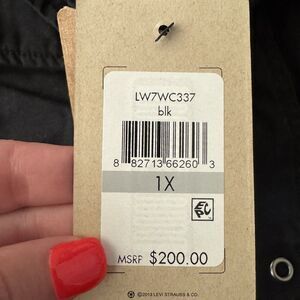 LW7WC337
blk
8 82713 66260 3
1X
MSRP $200.00
©2013 LEVI STRAUSS & CO.